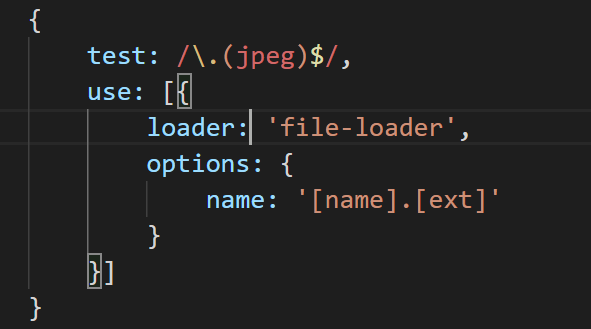 {
    test: /\.(jpeg)$/,
    use: [{
        loader: 'file-loader',
        options: {
            name: '[name].[ext]'
        }
    }]
}